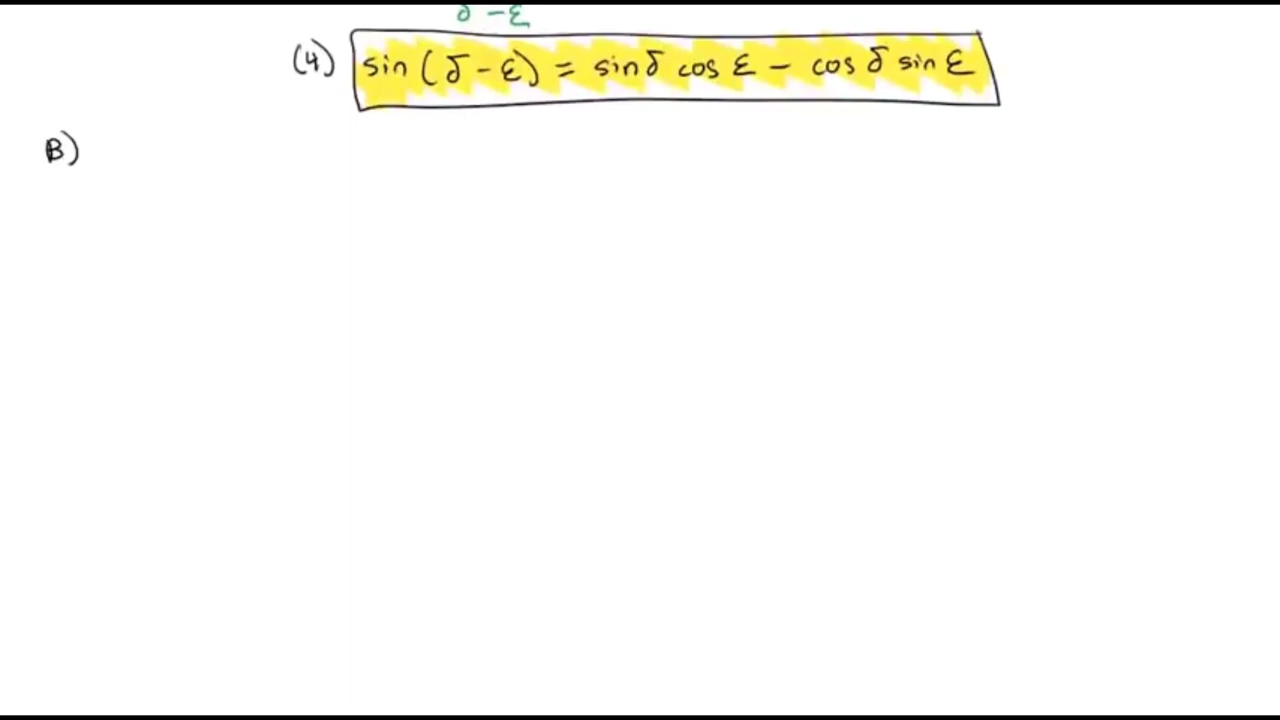 δ - ε
(4) sin(δ - ε) = sin δ cos ε - cos δ sin ε
B)